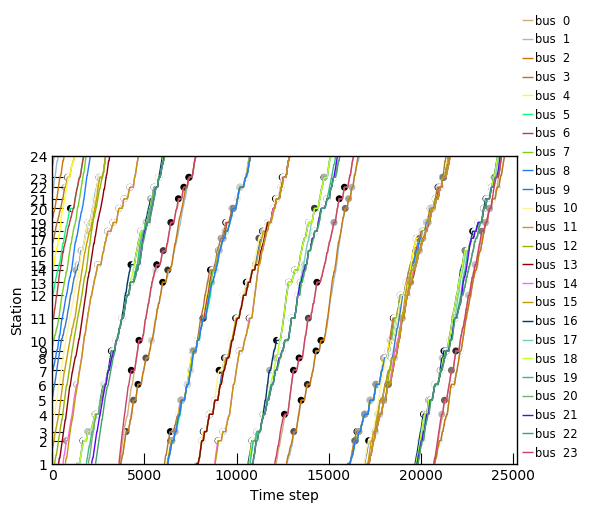 bus 0
bus 1
bus 2
bus 3
bus 4
bus 5
bus 6
bus 7
bus 8
bus 9
bus 10
bus 11
bus 12
bus 13
bus 14
bus 15
bus 16
bus 17
bus 18
bus 19
bus 20
bus 21
bus 22
bus 23
24
23
22
21
20
19
18
17
16
15
14
13
12
11
10
9
8
7
6
5
4
3
2
1
Station
0 5000 10000 15000 20000 25000
Time step